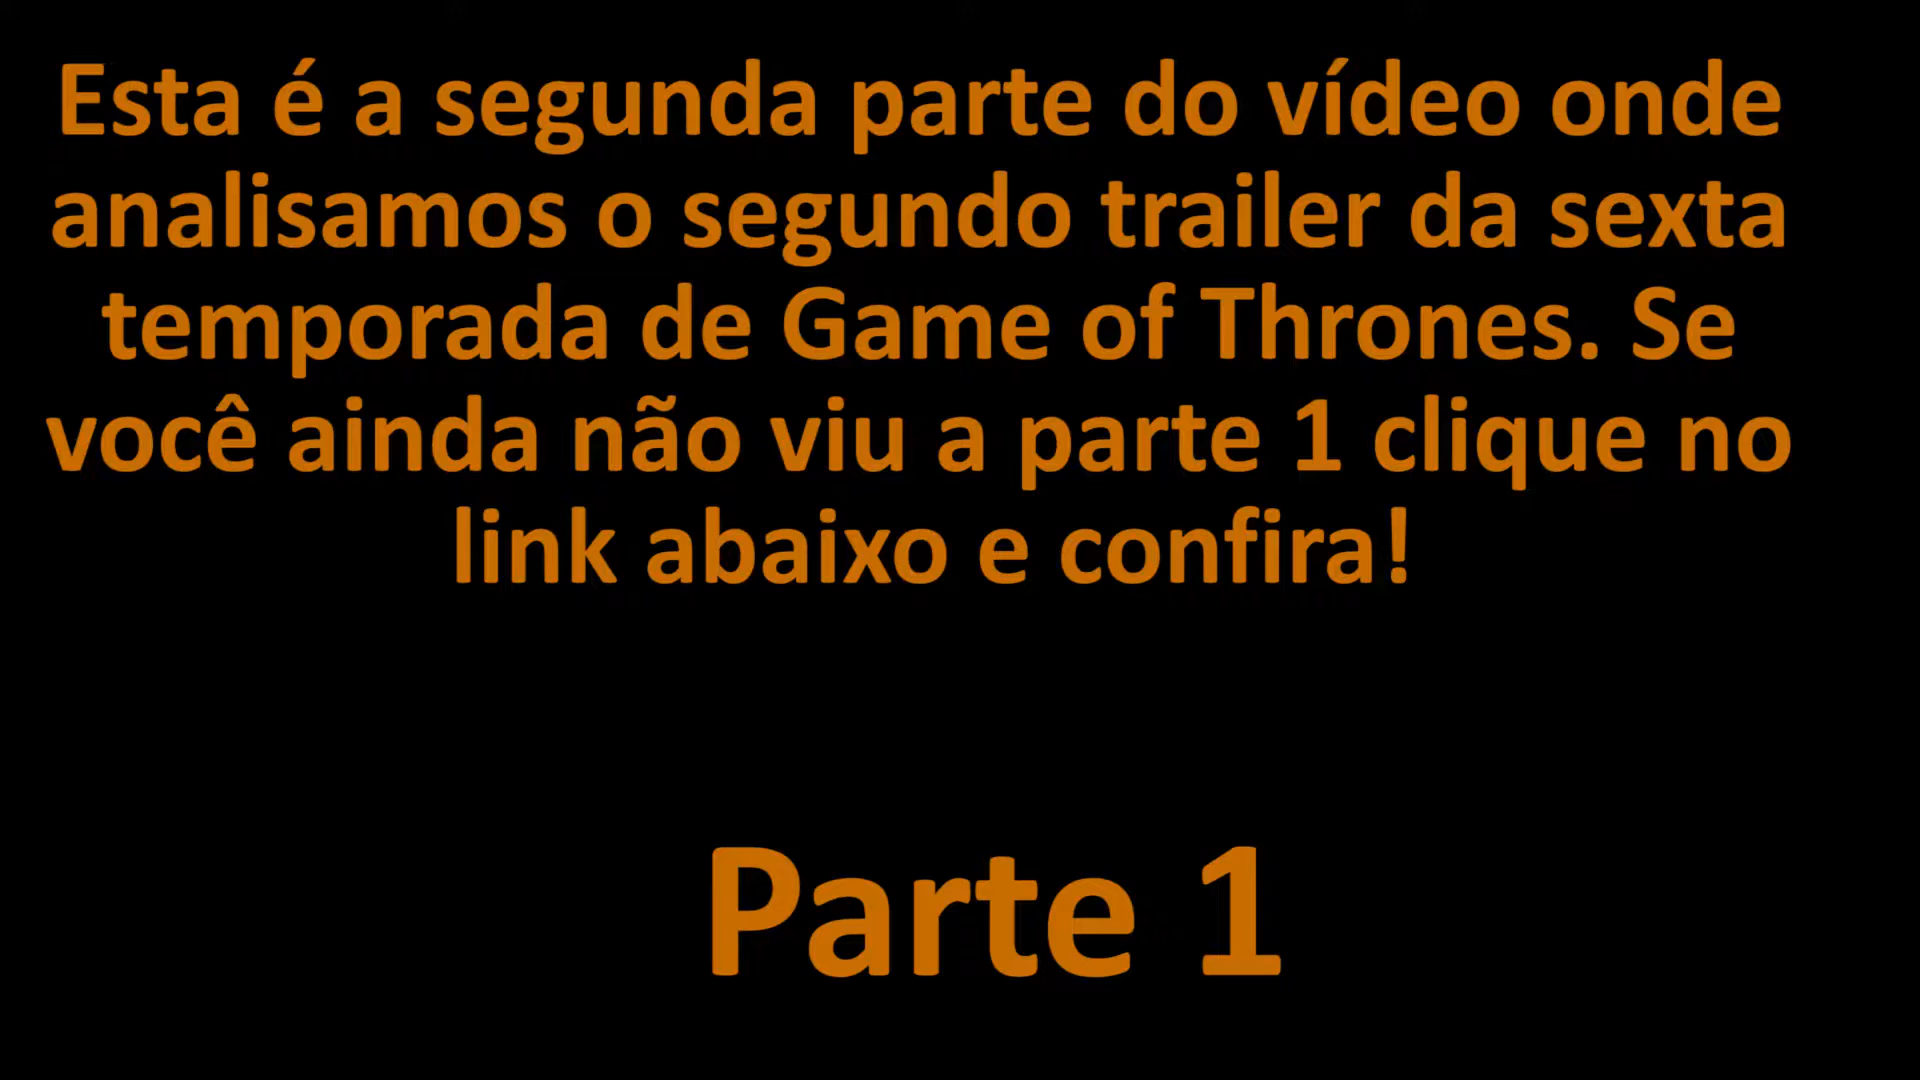 Esta é a segunda parte do vídeo onde
analisamos o segundo trailer da sexta
temporada de Game of Thrones. Se
você ainda não viu a parte 1 clique no
link abaixo e confira!
Parte 1